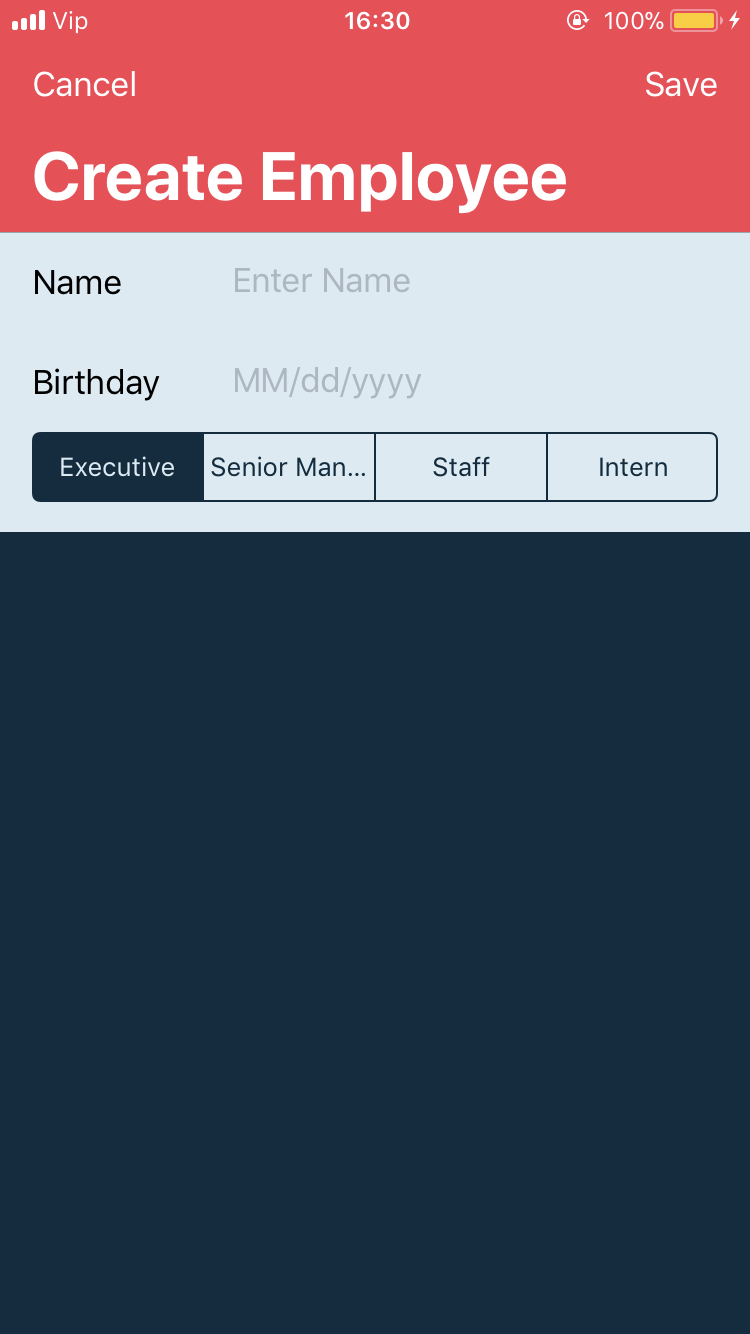 Vip 16:30 100%
Cancel Save
Create Employee
Name Enter Name
Birthday MM/dd/yyyy
Executive Senior Man... Staff Intern